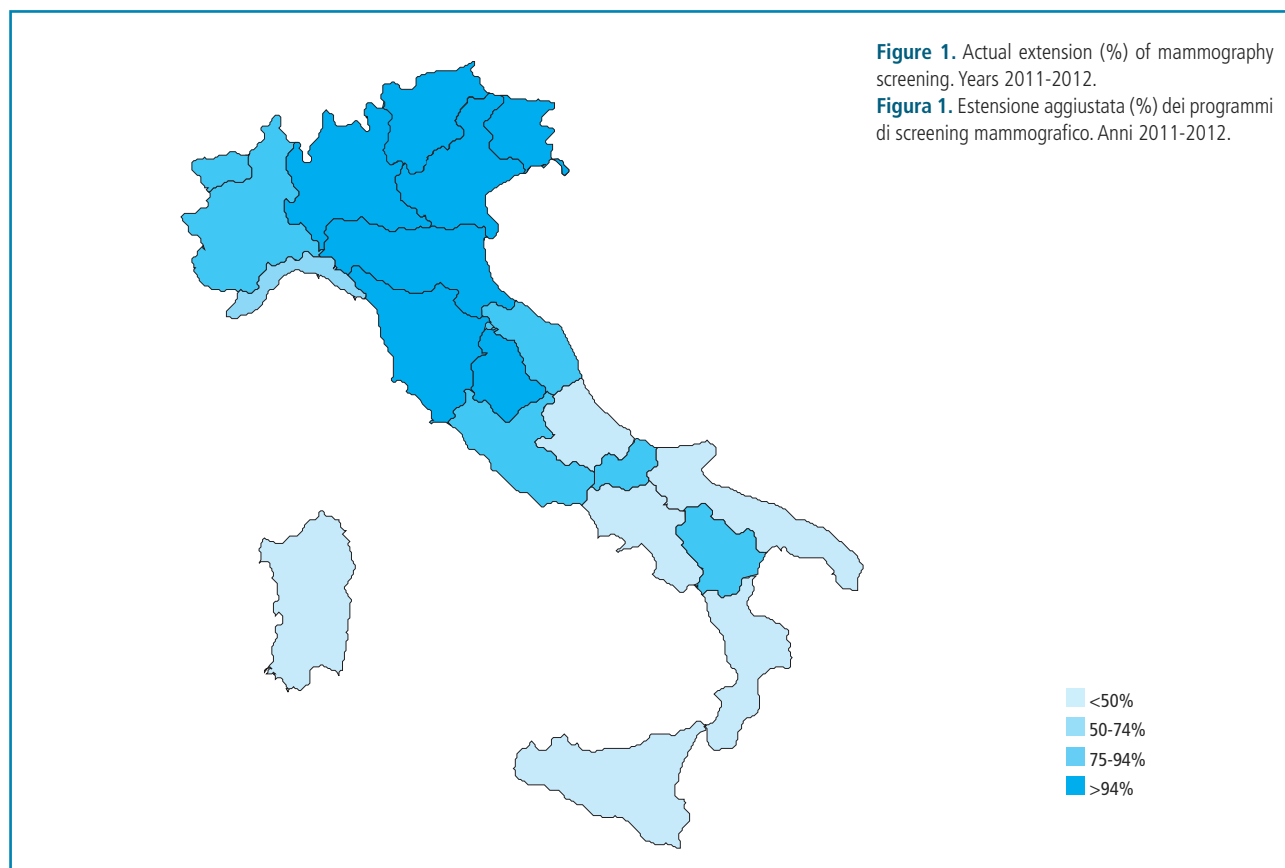 Figure 1. Actual extension (%) of mammography
screening. Years 2011-2012.
Figura 1. Estensione aggiustata (%) dei programmi
di screening mammografico. Anni 2011-2012.
<50%
50-74%
75-94%
>94%